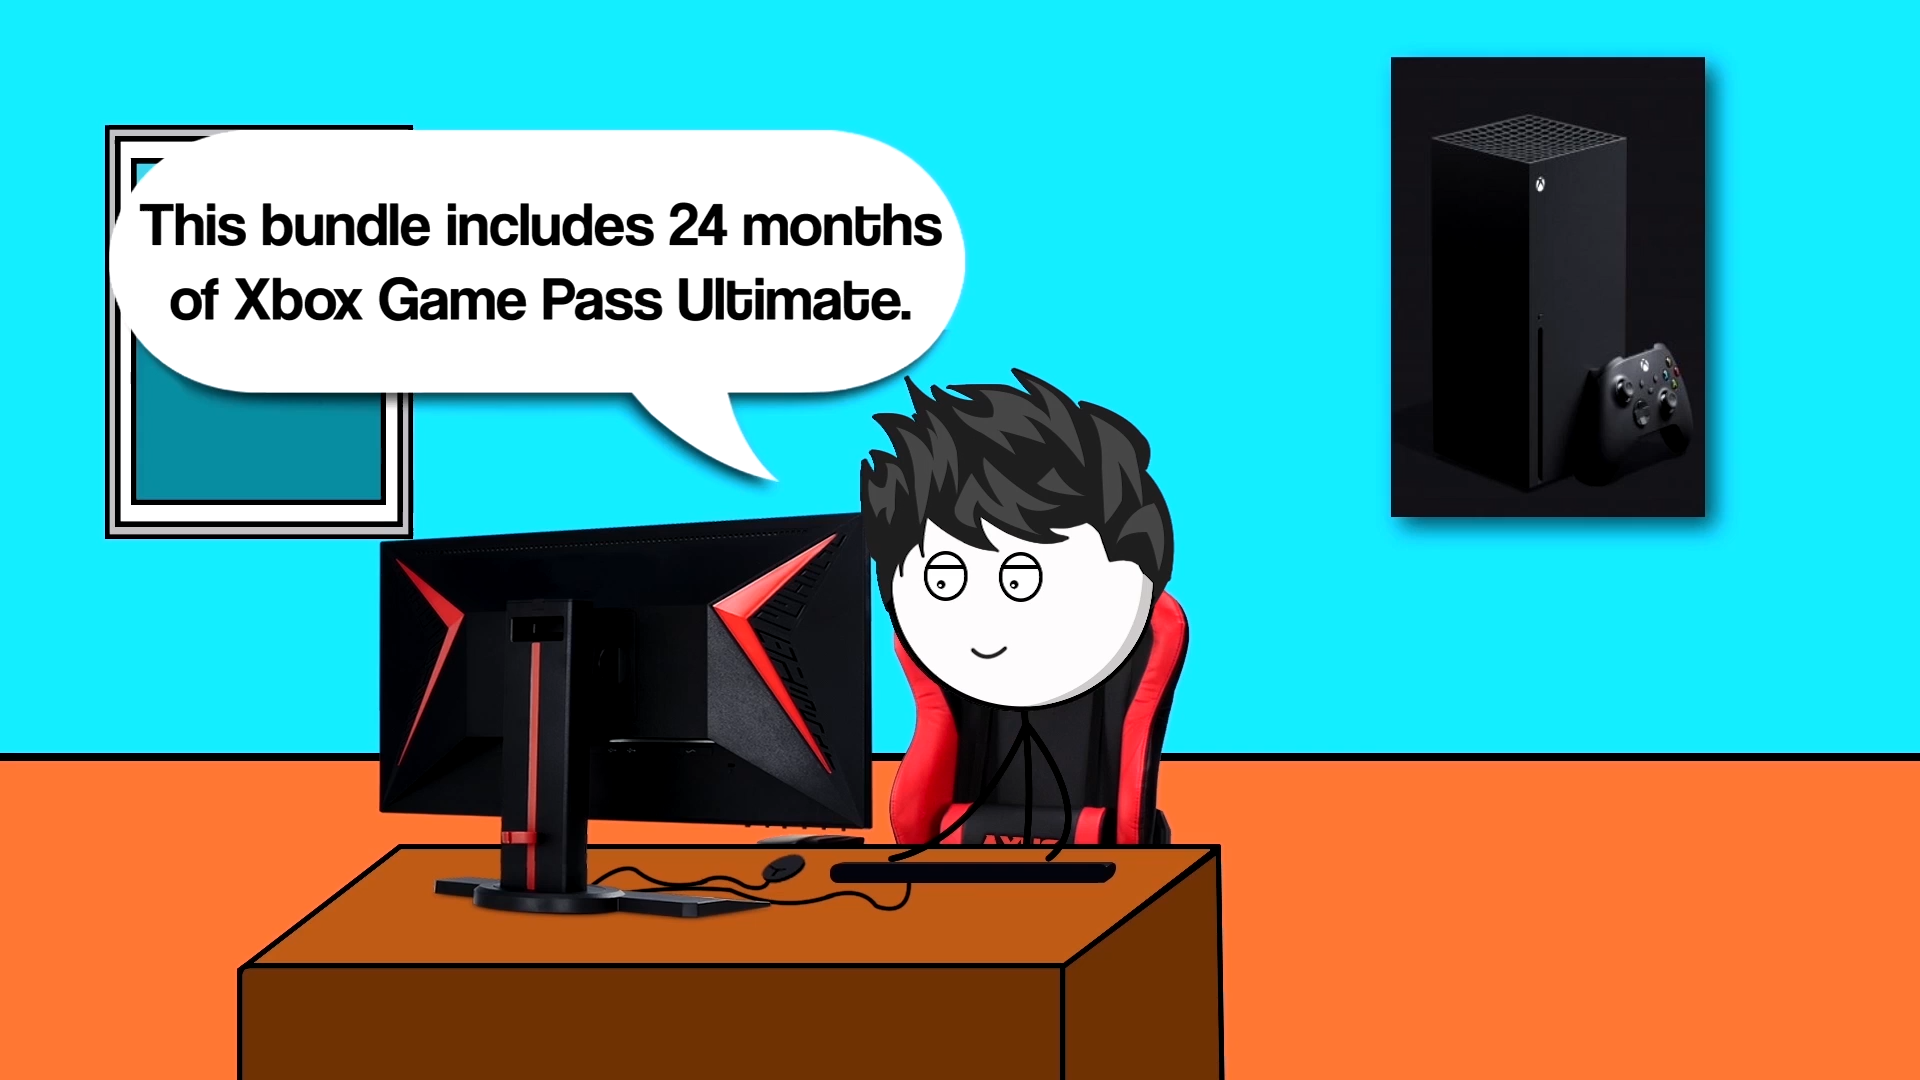 This bundle includes 24 months
of Xbox Game Pass Ultimate.